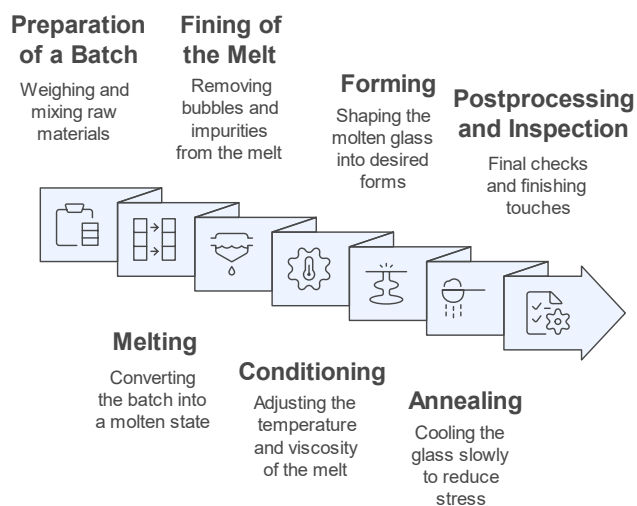 Preparation
of a Batch
Weighing and
mixing raw
materials
Melting
Converting
the batch into
a molten state
Fining of
the Melt
Removing
bubbles and
impurities
from the melt
Conditioning
Adjusting the
temperature
and viscosity
of the melt
Forming
Shaping the
molten glass
into desired
forms
Annealing
Cooling the
glass slowly
to reduce
stress
Postprocessing
and Inspection
Final checks
and finishing
touches